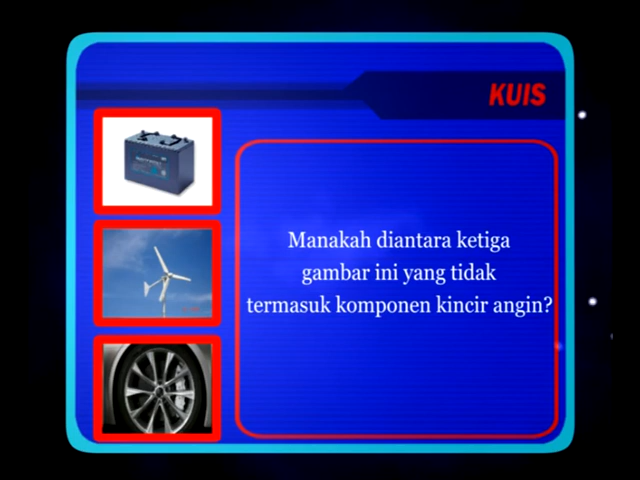 KUIS
Manakah diantara ketiga
gambar ini yang tidak
termasuk komponen kincir angin?